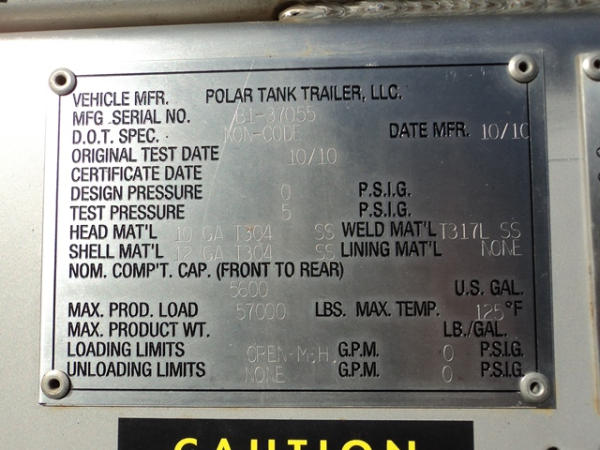 VEHICLE MFR. POLAR TANK TRAILER, LLC.
MFG SERIAL NO. 31-37055
D.O.T. SPEC. NON-CODE DATE MFR. 10/10
ORIGINAL TEST DATE 10/10
CERTIFICATE DATE
DESIGN PRESSURE 0 P.S.I.G.
TEST PRESSURE 5 P.S.I.G.
HEAD MAT'L 10 GA T304 SS WELD MAT'L T317L SS
SHELL MAT'L 12 GA T304 SS LINING MAT'L NONE
NOM. COMP'T. CAP. (FRONT TO REAR)
5600 U.S. GAL.
MAX. PROD. LOAD 57000 LBS. MAX. TEMP. 125 °F
MAX. PRODUCT WT. LB./GAL.
LOADING LIMITS OPEN-M.H. G.P.M. 0 P.S.I.G.
UNLOADING LIMITS NONE G.P.M. 0 P.S.I.G.
CAUTION